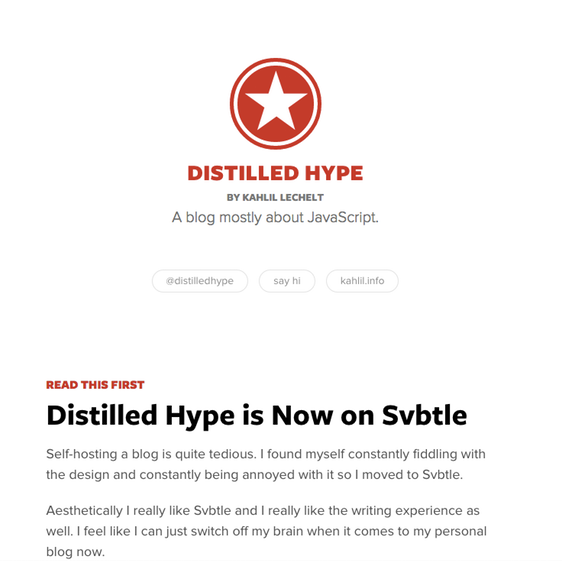 DISTILLED HYPE
BY KAHLIL LECHELT
A blog mostly about JavaScript.
@distilledhype say hi kahlil.info
READ THIS FIRST
Distilled Hype is Now on Svbtle
Self-hosting a blog is quite tedious. I found myself constantly fiddling with
the design and constantly being annoyed with it so I moved to Svbtle.
Aesthetically I really like Svbtle and I really like the writing experience as
well. I feel like I can just switch off my brain when it comes to my personal
blog now.